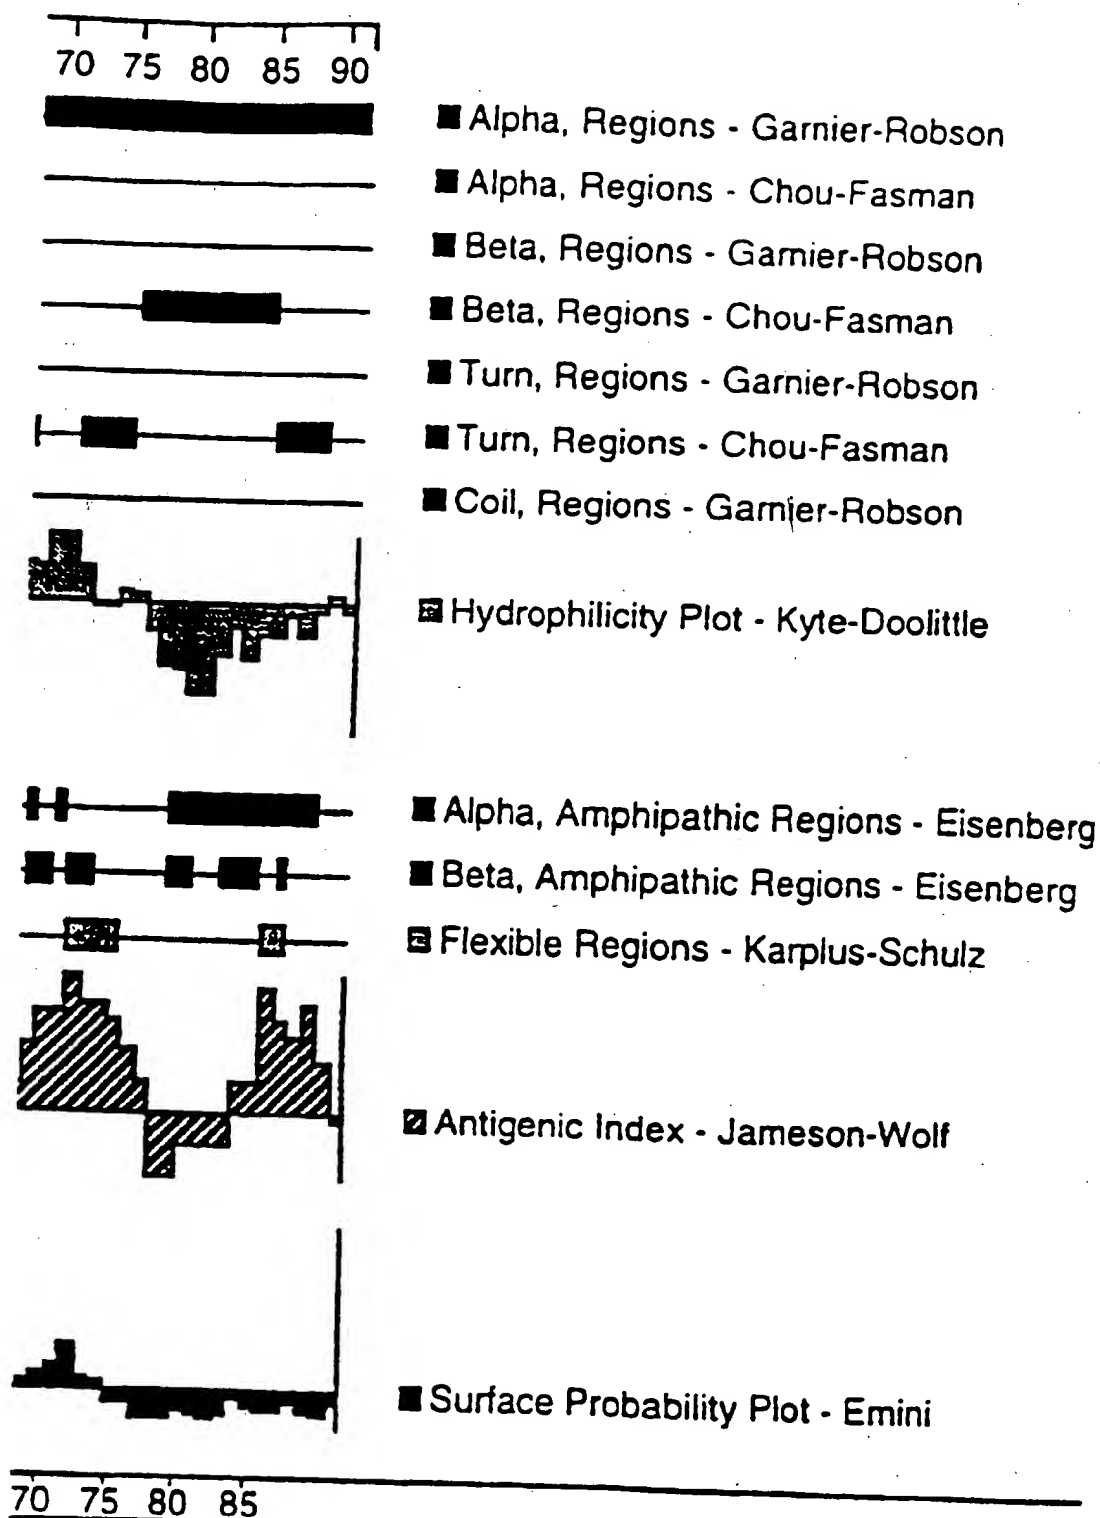 70 75 80 85 90
Alpha, Regions - Garnier-Robson
Alpha, Regions - Chou-Fasman
Beta, Regions - Garnier-Robson
Beta, Regions - Chou-Fasman
Turn, Regions - Garnier-Robson
Turn, Regions - Chou-Fasman
Coil, Regions - Garnier-Robson
Hydrophilicity Plot - Kyte-Doolittle
Alpha, Amphipathic Regions - Eisenberg
Beta, Amphipathic Regions - Eisenberg
Flexible Regions - Karplus-Schulz
Antigenic Index - Jameson-Wolf
Surface Probability Plot - Emini
70 75 80 85